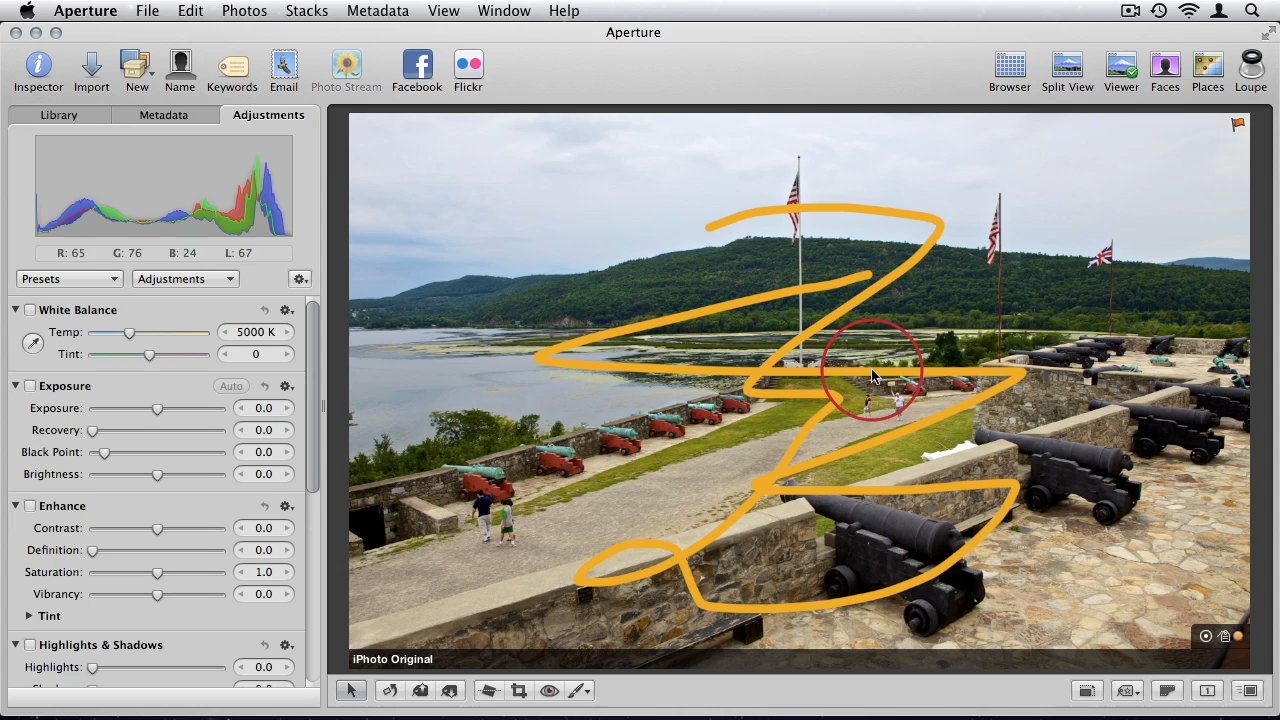 Aperture File Edit Photos Stacks Metadata View Window Help
Aperture
Inspector Import New Name Keywords Email Photo Stream Facebook Flickr Browser Split View Viewer Faces Places Loupe
Library Metadata Adjustments
R: 65 G: 76 B: 24 L: 67
Presets Adjustments
White Balance
Temp: 5000 K
Tint: 0
Exposure Auto
Exposure: 0.0
Recovery: 0.0
Black Point: 0.0
Brightness: 0.0
Enhance
Contrast: 0.0
Definition: 0.0
Saturation: 1.0
Vibrancy: 0.0
Tint
Highlights & Shadows
Highlights: 0.0
iPhoto Original
1